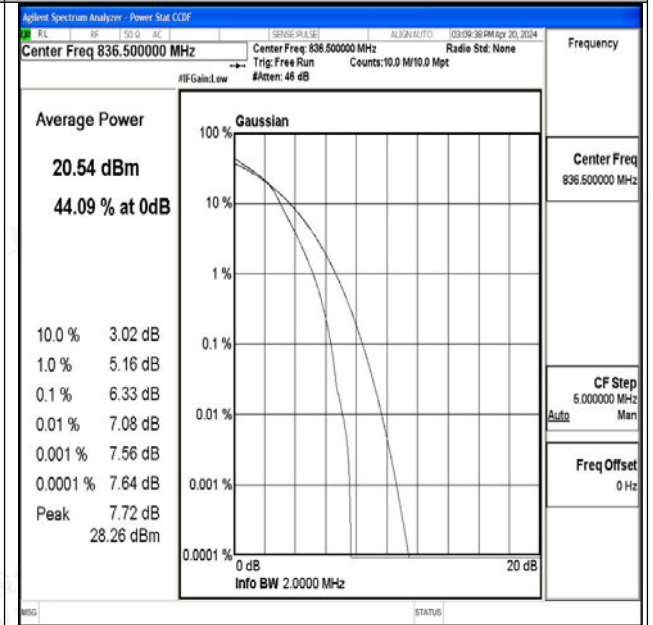 Agilent Spectrum Analyzer - Power Stat CCDF
RL RF 50 Ω AC SENSE:PULSE ALIGN AUTO 03:09:38 PM Apr 20, 2024
Center Freq 836.500000 MHz
Center Freq: 836.500000 MHz Radio Std: None
Trig: Free Run Counts:10.0 M/10.0 Mpt
#IFGain:Low #Atten: 46 dB
Frequency
Average Power
20.54 dBm
44.09 % at 0dB
10.0 % 3.02 dB
1.0 % 5.16 dB
0.1 % 6.33 dB
0.01 % 7.08 dB
0.001 % 7.56 dB
0.0001 % 7.64 dB
Peak 7.72 dB
28.26 dBm
Gaussian
100 %
10 %
1 %
0.1 %
0.01 %
0.001 %
0.0001 %
0 dB 20 dB
Info BW 2.0000 MHz
Center Freq
836.500000 MHz
CF Step
5.000000 MHz
Auto Man
Freq Offset
0 Hz
MSG STATUS